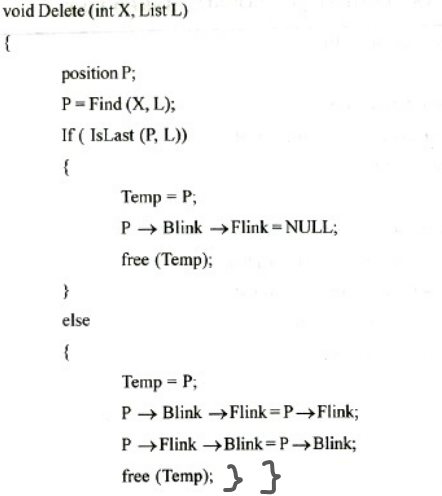 void Delete (int X, List L)
{
position P;
P = Find (X, L);
If ( IsLast (P, L))
{
Temp = P;
P → Blink → Flink = NULL;
free (Temp);
}
else
{
Temp = P;
P → Blink → Flink = P → Flink;
P → Flink → Blink = P → Blink;
free (Temp); } }